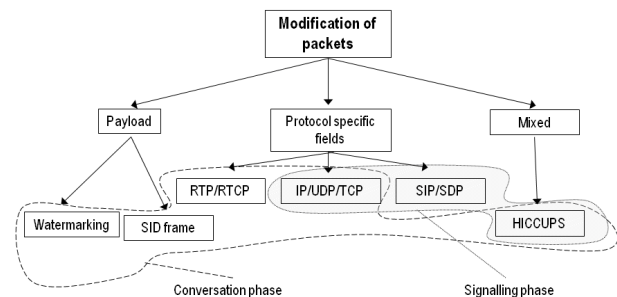 Modification of
packets
Payload
Protocol specific
fields
Mixed
RTP/RTCP
IP/UDP/TCP
SIP/SDP
Watermarking
SID frame
HICCUPS
Conversation phase
Signalling phase